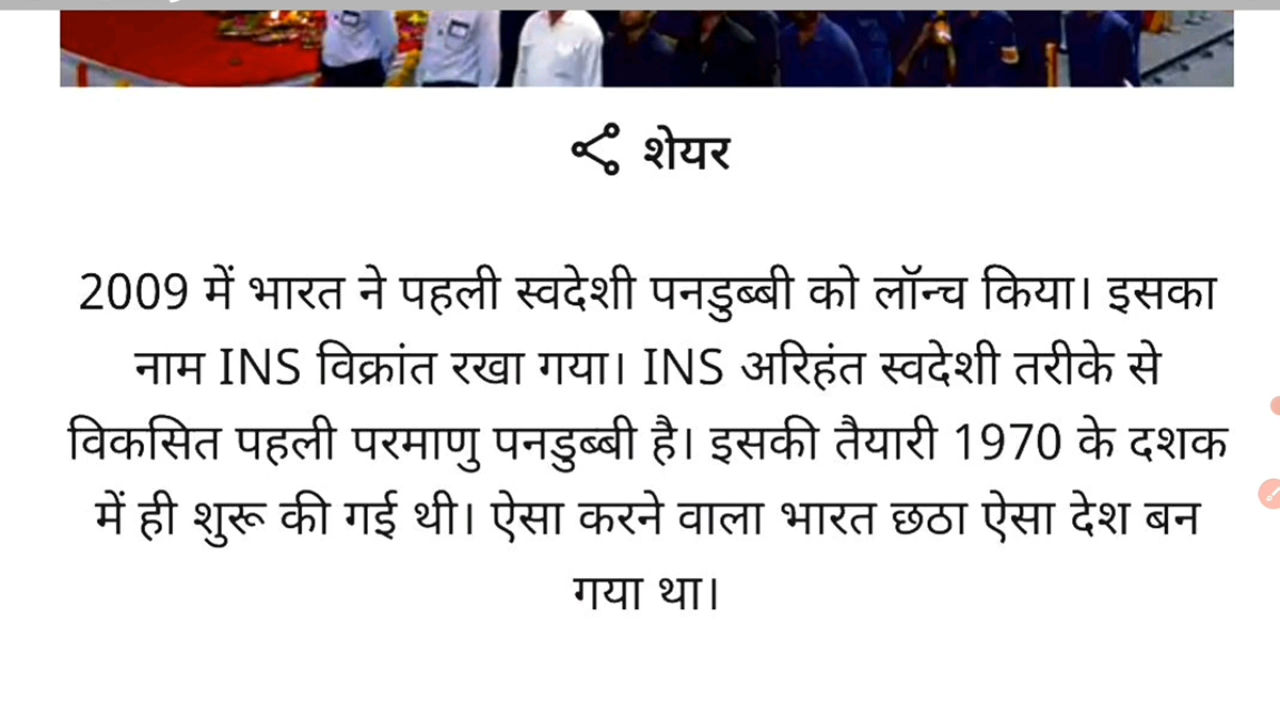 शेयर
2009 में भारत ने पहली स्वदेशी पनडुब्बी को लॉन्च किया। इसका
नाम INS विक्रांत रखा गया। INS अरिहंत स्वदेशी तरीके से
विकसित पहली परमाणु पनडुब्बी है। इसकी तैयारी 1970 के दशक
में ही शुरू की गई थी। ऐसा करने वाला भारत छठा ऐसा देश बन
गया था।